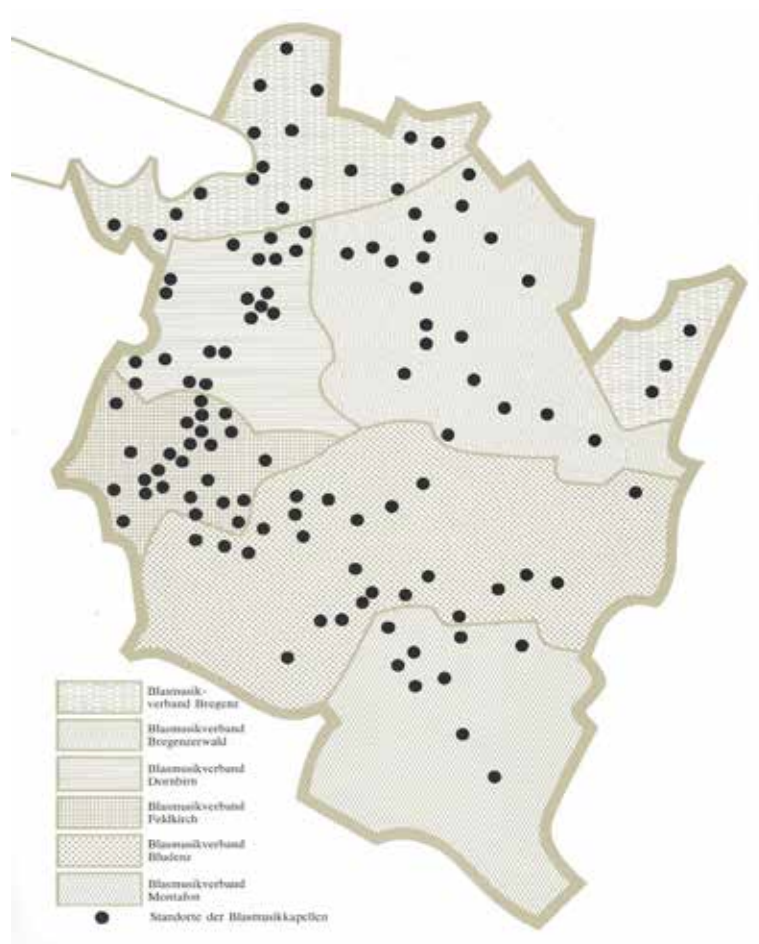 Blasmusik-
verband Bregenz
Blasmusikverband
Bregenzerwald
Blasmusikverband
Dornbirn
Blasmusikverband
Feldkirch
Blasmusikverband
Bludenz
Blasmusikverband
Montafon
Standorte der Blasmusikkapellen